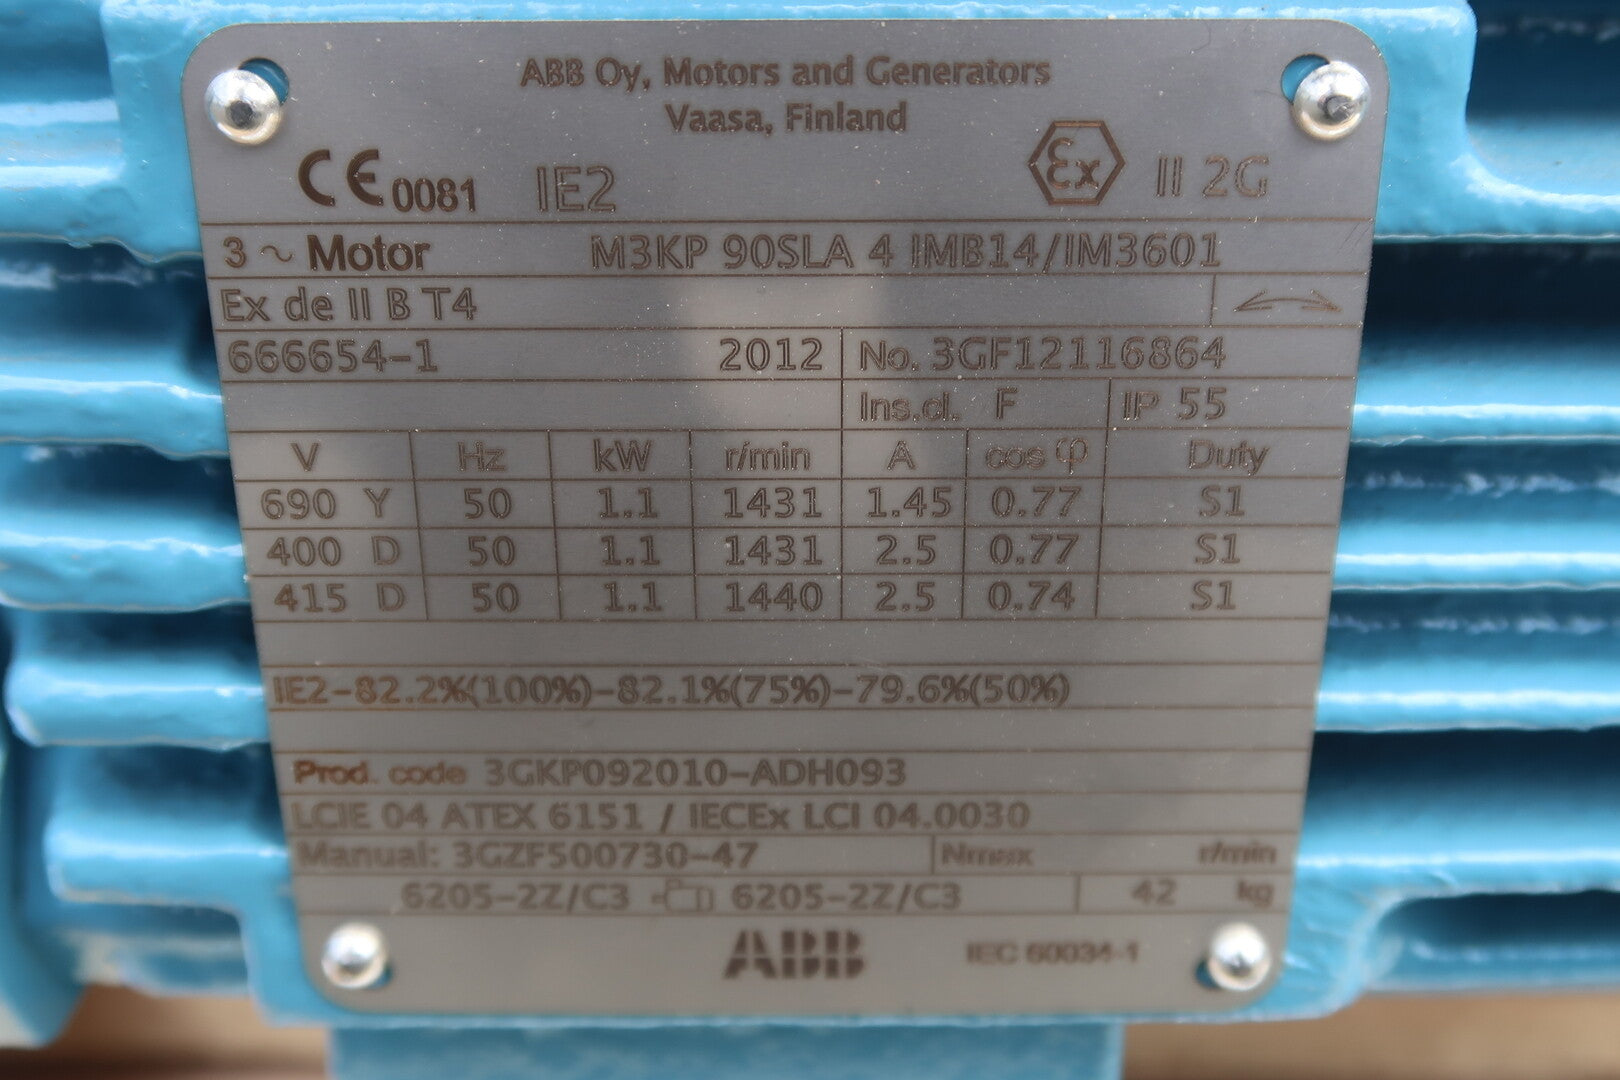 ABB Oy, Motors and Generators
Vaasa, Finland
CE 0081 IE2 Ex II 2G
3 ~ Motor M3KP 90SLA 4 IMB14/IM3601
Ex de II B T4
666654-1 2012 No. 3GF12116864
Ins.cl. F IP 55
V Hz kW r/min A cos φ Duty
690 Y 50 1.1 1431 1.45 0.77 S1
400 D 50 1.1 1431 2.5 0.77 S1
415 D 50 1.1 1440 2.5 0.74 S1
IE2-82.2%(100%)-82.1%(75%)-79.6%(50%)
Prod. code 3GKP092010-ADH093
LCIE 04 ATEX 6151 / IECEx LCI 04.0030
Manual: 3GZF500730-47 Nmax r/min
6205-2Z/C3 6205-2Z/C3 42 kg
ABB IEC 60034-1